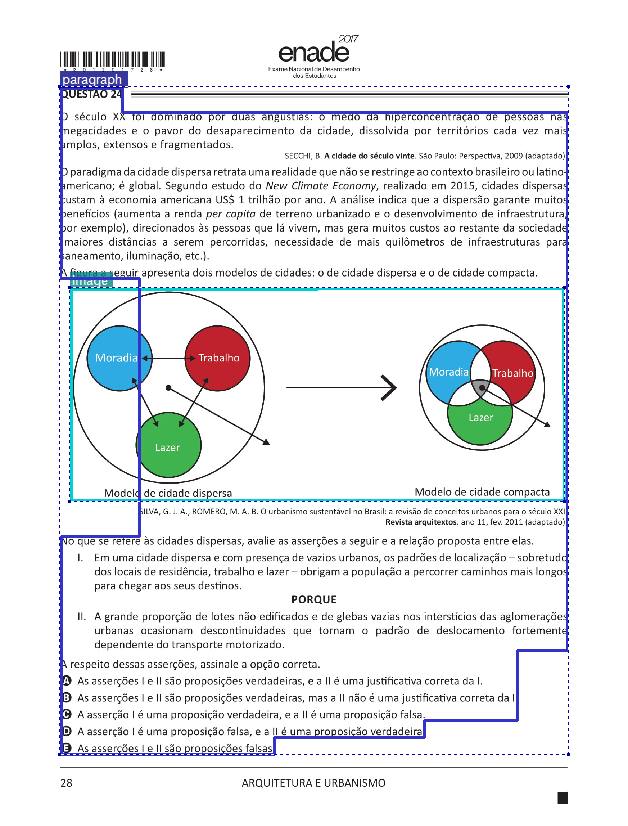 2017
enade
Exame Nacional de Desempenho
dos Estudantes
paragraph
QUESTÃO 24
O século XX foi dominado por duas angústias: o medo da hiperconcentração de pessoas nas
megacidades e o pavor do desaparecimento da cidade, dissolvida por territórios cada vez mais
amplos, extensos e fragmentados.
SECCHI, B. A cidade do século vinte. São Paulo: Perspectiva, 2009 (adaptado).
O paradigma da cidade dispersa retrata uma realidade que não se restringe ao contexto brasileiro ou latino-
americano; é global. Segundo estudo do New Climate Economy, realizado em 2015, cidades dispersas
custam à economia americana US$ 1 trilhão por ano. A análise indica que a dispersão garante muitos
benefícios (aumenta a renda per capita de terreno urbanizado e o desenvolvimento de infraestrutura,
por exemplo), direcionados às pessoas que lá vivem, mas gera muitos custos ao restante da sociedade
(maiores distâncias a serem percorridas, necessidade de mais quilômetros de infraestruturas para
saneamento, iluminação, etc.).
A figura a seguir apresenta dois modelos de cidades: o de cidade dispersa e o de cidade compacta.
image
Moradia
Trabalho
Lazer
Modelo de cidade dispersa
Moradia
Trabalho
Lazer
Modelo de cidade compacta
SILVA, G. J. A., ROMERO, M. A. B. O urbanismo sustentável no Brasil: a revisão de conceitos urbanos para o século XXI.
Revista arquitetos. ano 11, fev. 2011 (adaptado).
No que se refere às cidades dispersas, avalie as asserções a seguir e a relação proposta entre elas.
I. Em uma cidade dispersa e com presença de vazios urbanos, os padrões de localização – sobretudo
dos locais de residência, trabalho e lazer – obrigam a população a percorrer caminhos mais longos
para chegar aos seus destinos.
PORQUE
II. A grande proporção de lotes não edificados e de glebas vazias nos interstícios das aglomerações
urbanas ocasionam descontinuidades que tornam o padrão de deslocamento fortemente
dependente do transporte motorizado.
A respeito dessas asserções, assinale a opção correta.
A As asserções I e II são proposições verdadeiras, e a II é uma justificativa correta da I.
B As asserções I e II são proposições verdadeiras, mas a II não é uma justificativa correta da I.
C A asserção I é uma proposição verdadeira, e a II é uma proposição falsa.
D A asserção I é uma proposição falsa, e a II é uma proposição verdadeira.
E As asserções I e II são proposições falsas.
28
ARQUITETURA E URBANISMO